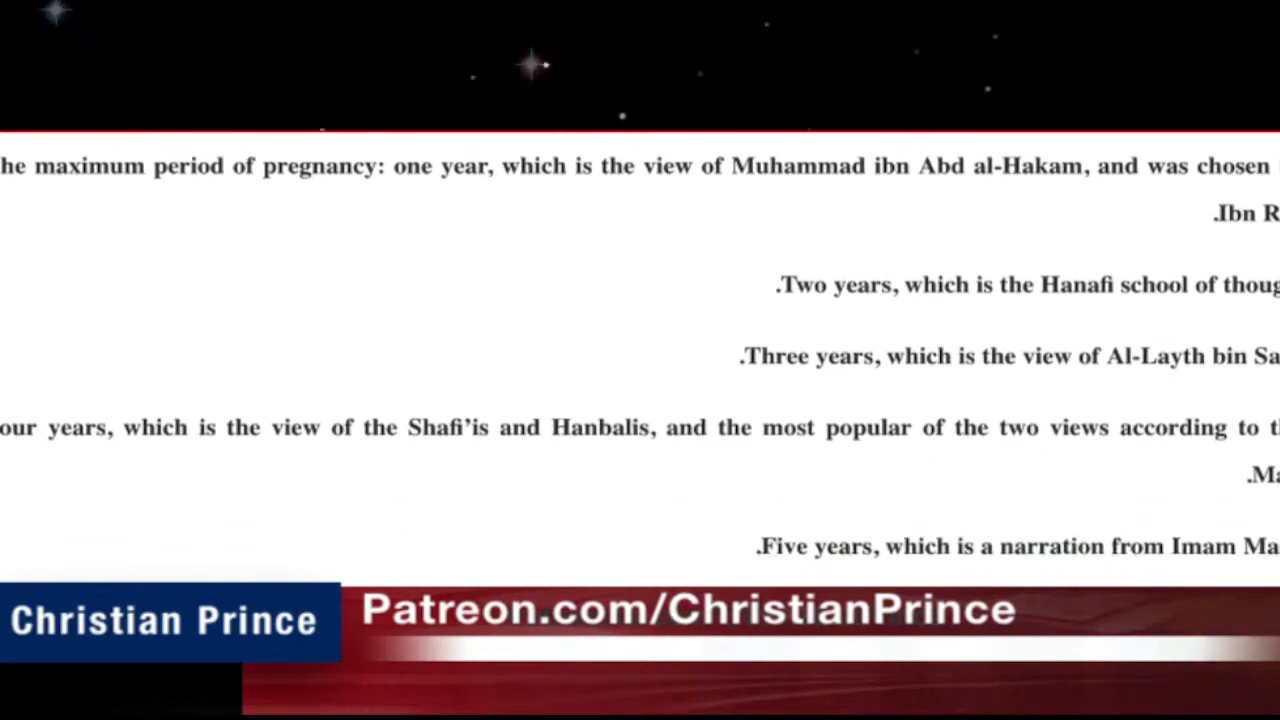 he maximum period of pregnancy: one year, which is the view of Muhammad ibn Abd al-Hakam, and was chosen
.Ibn R
.Two years, which is the Hanafi school of thoug
.Three years, which is the view of Al-Layth bin Sa
our years, which is the view of the Shafi'is and Hanbalis, and the most popular of the two views according to t
.Ma
.Five years, which is a narration from Imam Ma
Christian Prince
Patreon.com/ChristianPrince